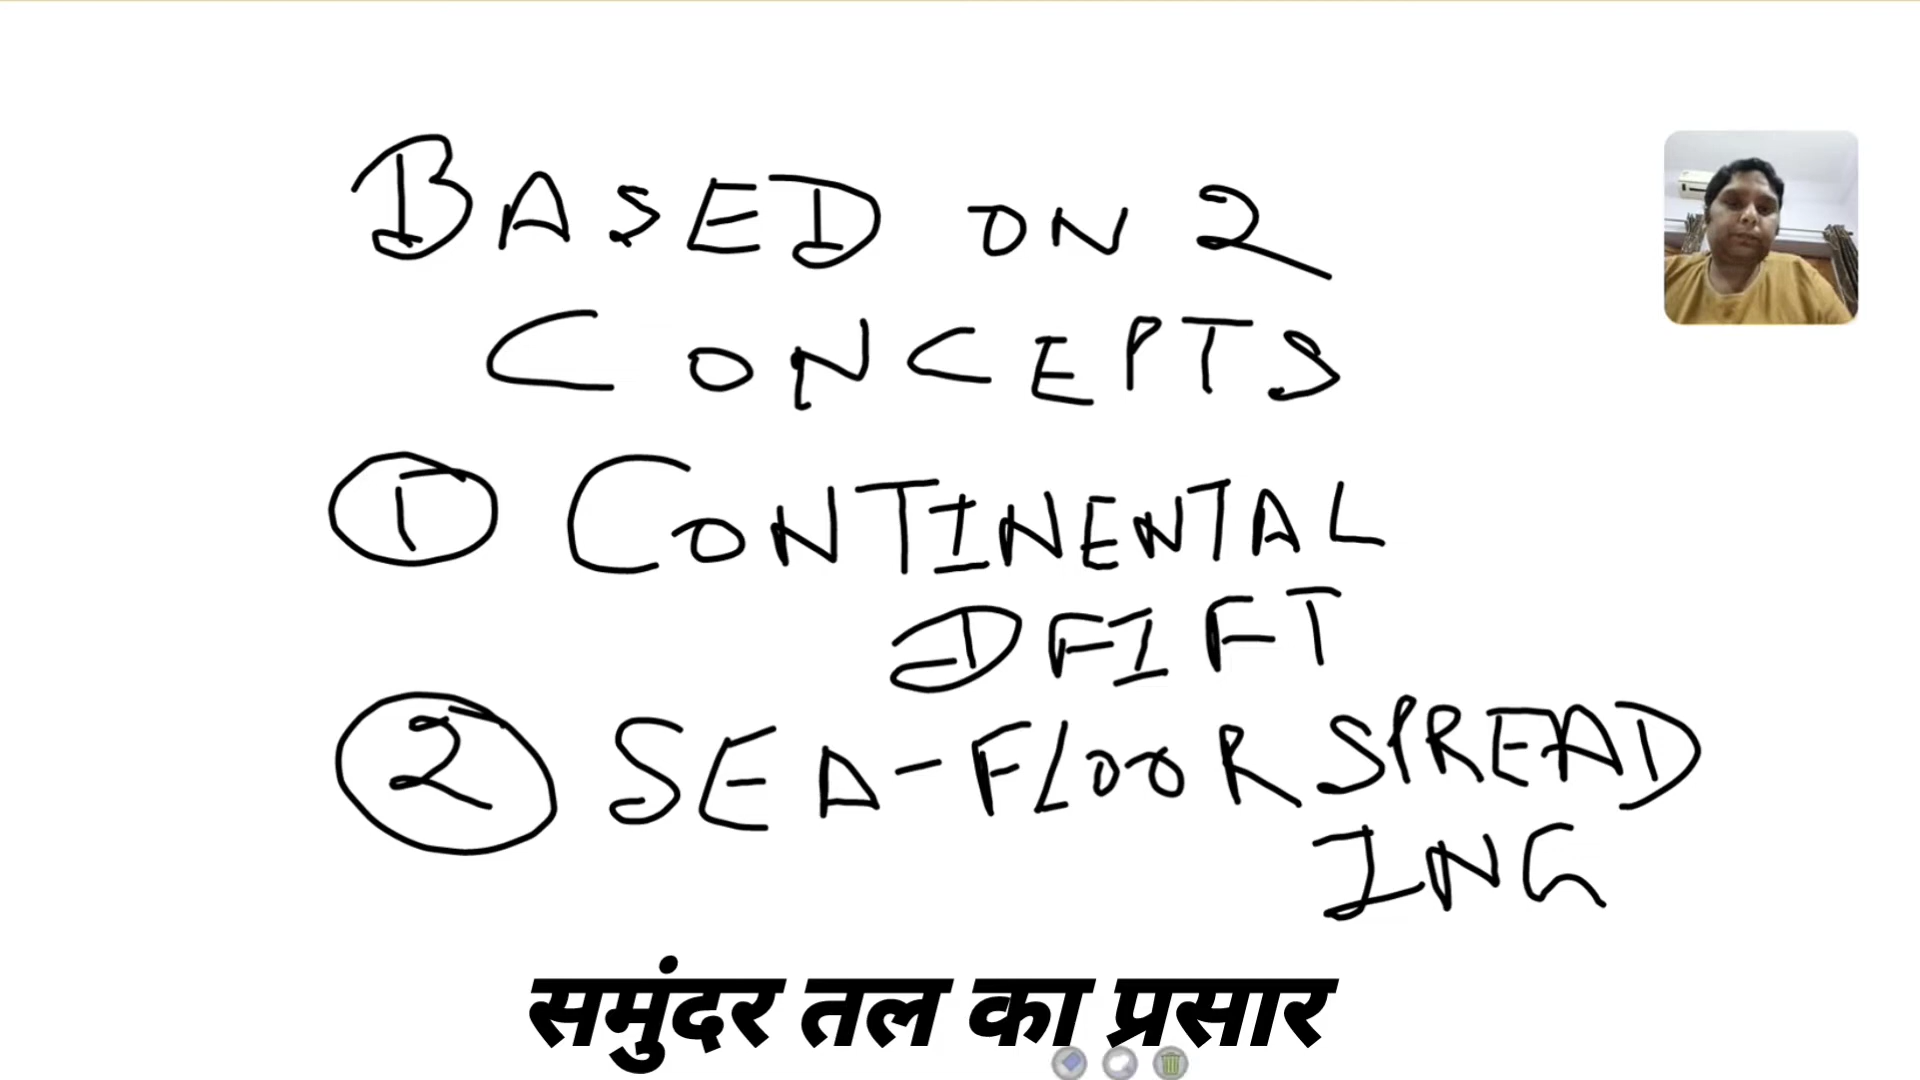 BASED ON 2
CONCEPTS
1 CONTINENTAL
DFIFT
2 SEA-FLOOR SPREAD
ING
समुंदर तल का प्रसार